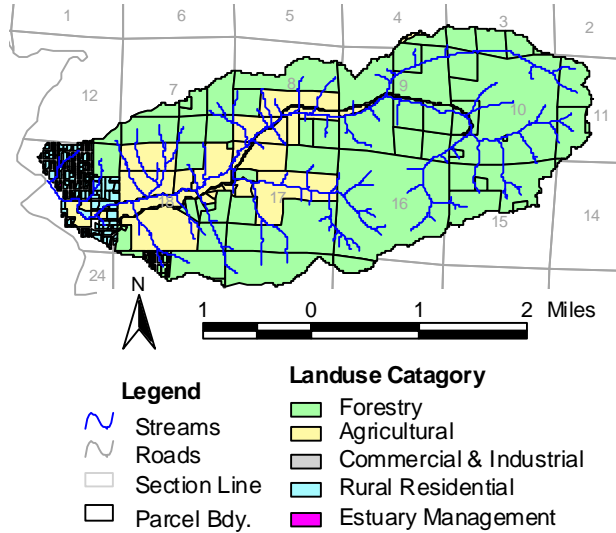 1 6 5 4 3 2
12 7 8 9 10 11
18 17 16 15 14
24
N
1 0 1 2 Miles
Legend
Streams
Roads
Section Line
Parcel Bdy.
Landuse Catagory
Forestry
Agricultural
Commercial & Industrial
Rural Residential
Estuary Management